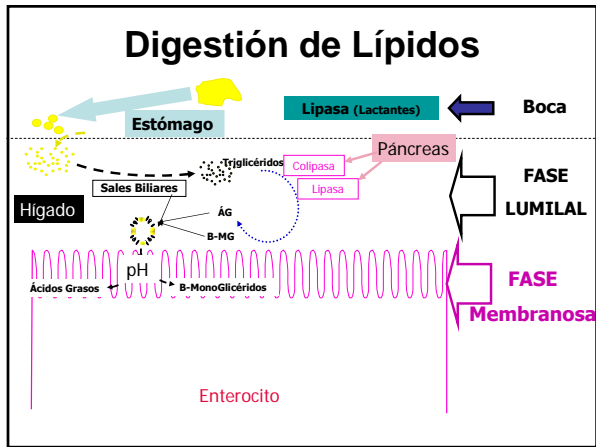 Digestión de Lípidos
Lipasa (Lactantes)
Boca
Estómago
Triglicéridos
Páncreas
Colipasa
Lipasa
FASE
LUMILAL
Sales Biliares
Hígado
ÁG
B-MG
pH
Ácidos Grasos
B-MonoGlicéridos
FASE
Membranosa
Enterocito